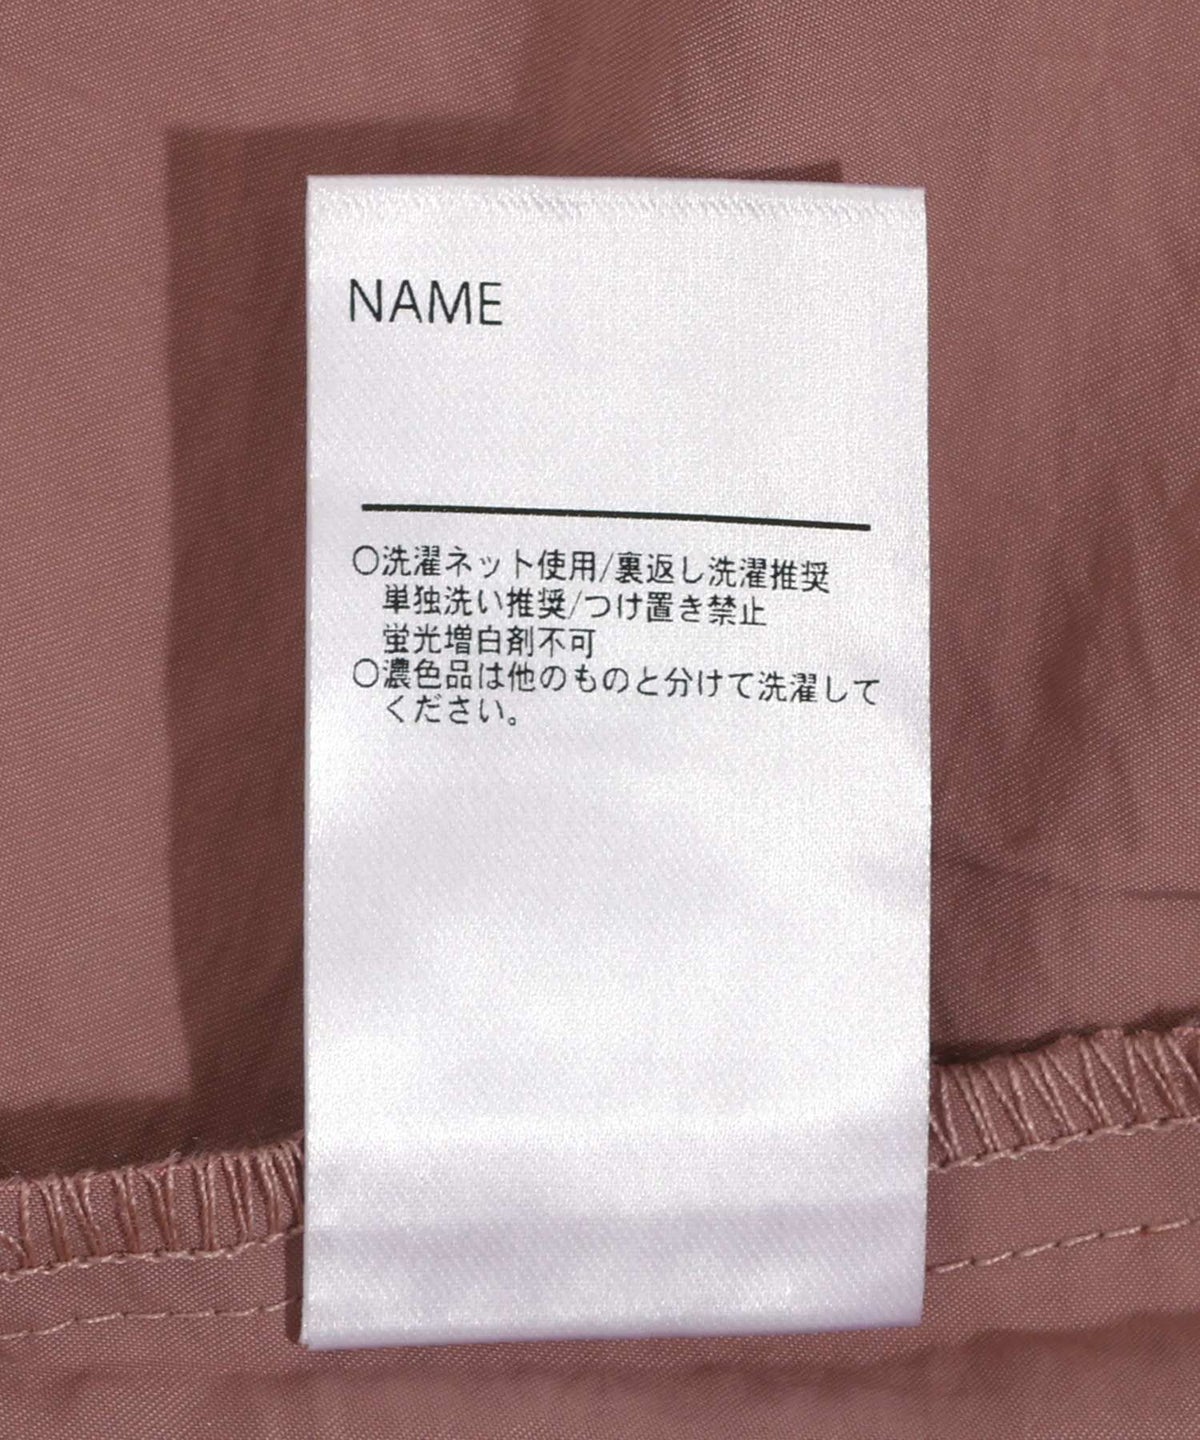 NAME
○洗濯ネット使用/裏返し洗濯推奨
単独洗い推奨/つけ置き禁止
蛍光増白剤不可
○濃色品は他のものと分けて洗濯して
ください。